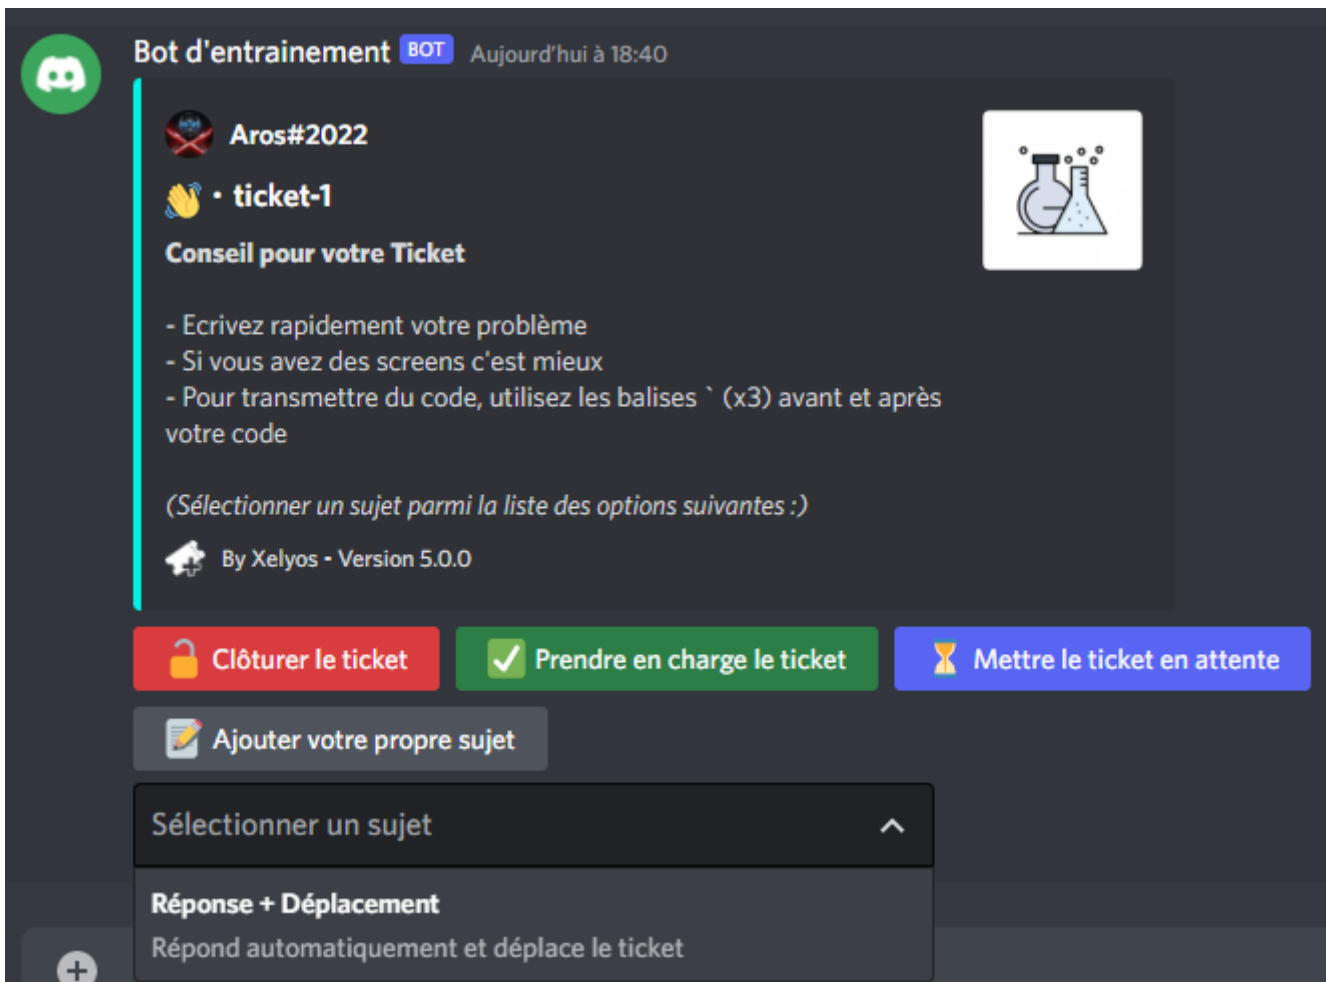 Bot d'entrainement BOT Aujourd'hui à 18:40
Aros#2022
👋 • ticket-1
Conseil pour votre Ticket
- Ecrivez rapidement votre problème
- Si vous avez des screens c'est mieux
- Pour transmettre du code, utilisez les balises ` (x3) avant et après
votre code
(Sélectionner un sujet parmi la liste des options suivantes :)
By Xelyos - Version 5.0.0
Clôturer le ticket
Prendre en charge le ticket
Mettre le ticket en attente
Ajouter votre propre sujet
Sélectionner un sujet
Réponse + Déplacement
Répond automatiquement et déplace le ticket